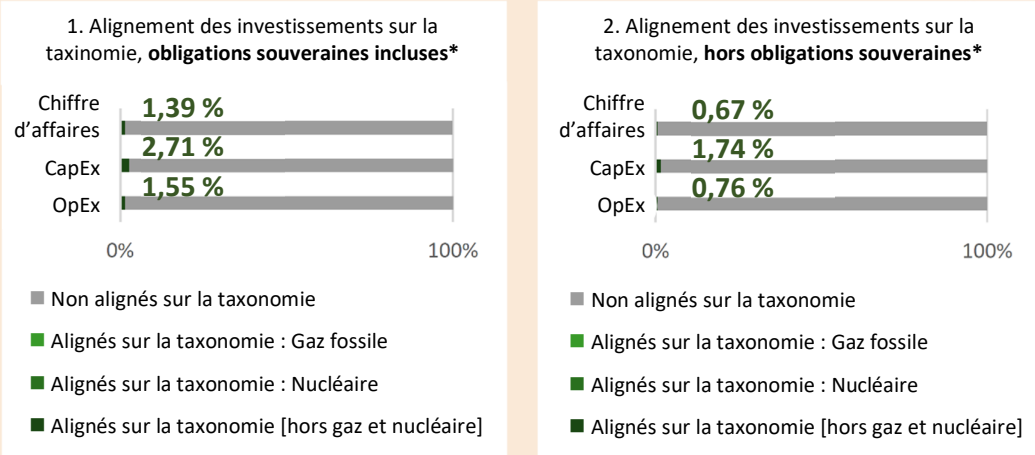 1. Alignement des investissements sur la
taxinomie, obligations souveraines incluses*
Chiffre
d’affaires
1,39 %
CapEx
2,71 %
OpEx
1,55 %
0%
100%
Non alignés sur la taxonomie
Alignés sur la taxonomie : Gaz fossile
Alignés sur la taxonomie : Nucléaire
Alignés sur la taxonomie [hors gaz et nucléaire]
2. Alignement des investissements sur la
taxonomie, hors obligations souveraines*
Chiffre
d’affaires
0,67 %
CapEx
1,74 %
OpEx
0,76 %
0%
100%
Non alignés sur la taxonomie
Alignés sur la taxonomie : Gaz fossile
Alignés sur la taxonomie : Nucléaire
Alignés sur la taxonomie [hors gaz et nucléaire]